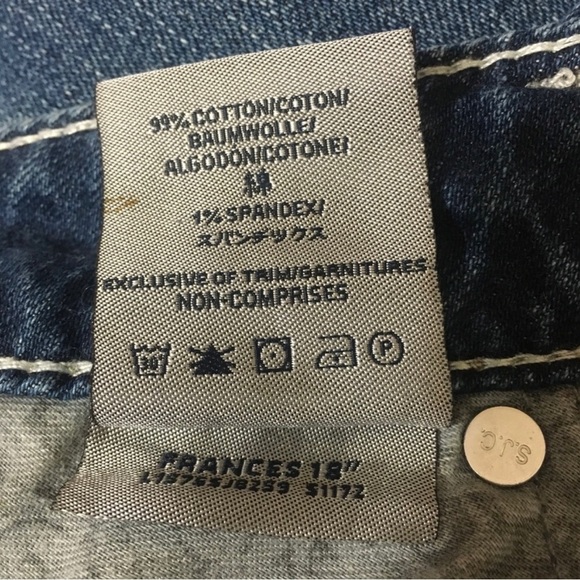 99% COTTON/COTON/
BAUMWOLLE/
ALGODON/COTONE/
綿
1% SPANDEX/
スパンデックス
EXCLUSIVE OF TRIM/GARNITURES
NON-COMPRISES
30
P
FRANCES 18"
S1172